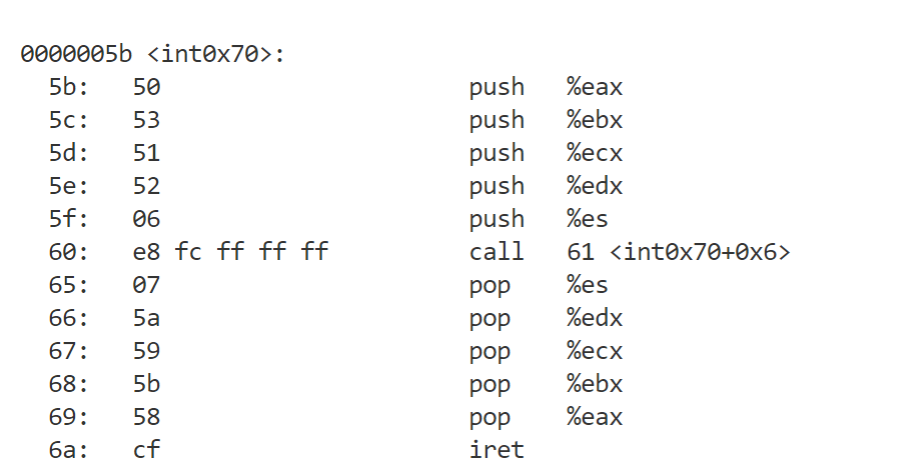 0000005b <int0x70>:
5b: 50 push %eax
5c: 53 push %ebx
5d: 51 push %ecx
5e: 52 push %edx
5f: 06 push %es
60: e8 fc ff ff ff call 61 <int0x70+0x6>
65: 07 pop %es
66: 5a pop %edx
67: 59 pop %ecx
68: 5b pop %ebx
69: 58 pop %eax
6a: cf iret